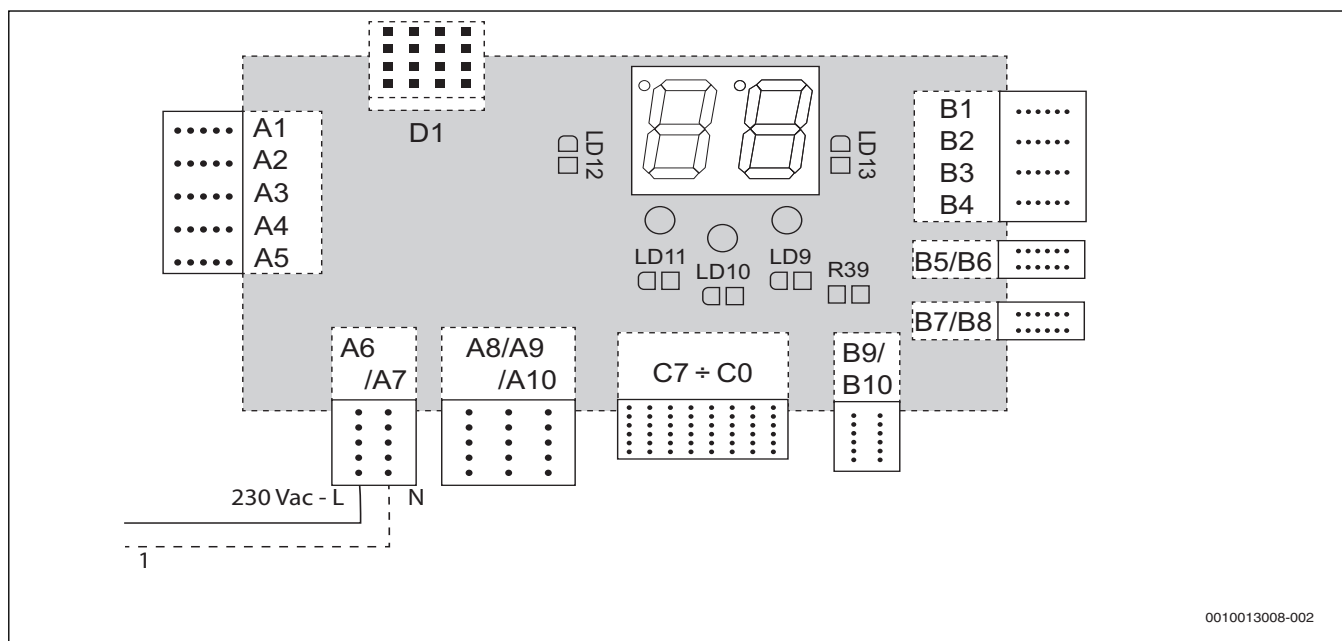 D1
A1
A2
A3
A4
A5
LD12
LD13
B1
B2
B3
B4
LD11
LD10
LD9
R39
B5/B6
B7/B8
A6
/A7
A8/A9
/A10
C7 ÷ C0
B9/
B10
230 Vac - L
N
1
0010013008-002